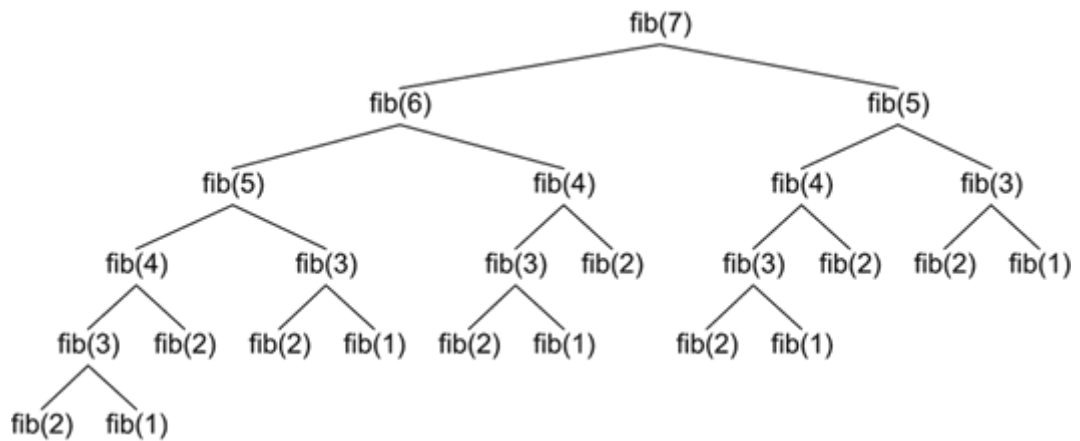 fib(7)
fib(6) fib(5)
fib(5) fib(4) fib(4) fib(3)
fib(4) fib(3) fib(3) fib(2) fib(3) fib(2) fib(2) fib(1)
fib(3) fib(2) fib(2) fib(1) fib(2) fib(1) fib(2) fib(1)
fib(2) fib(1)